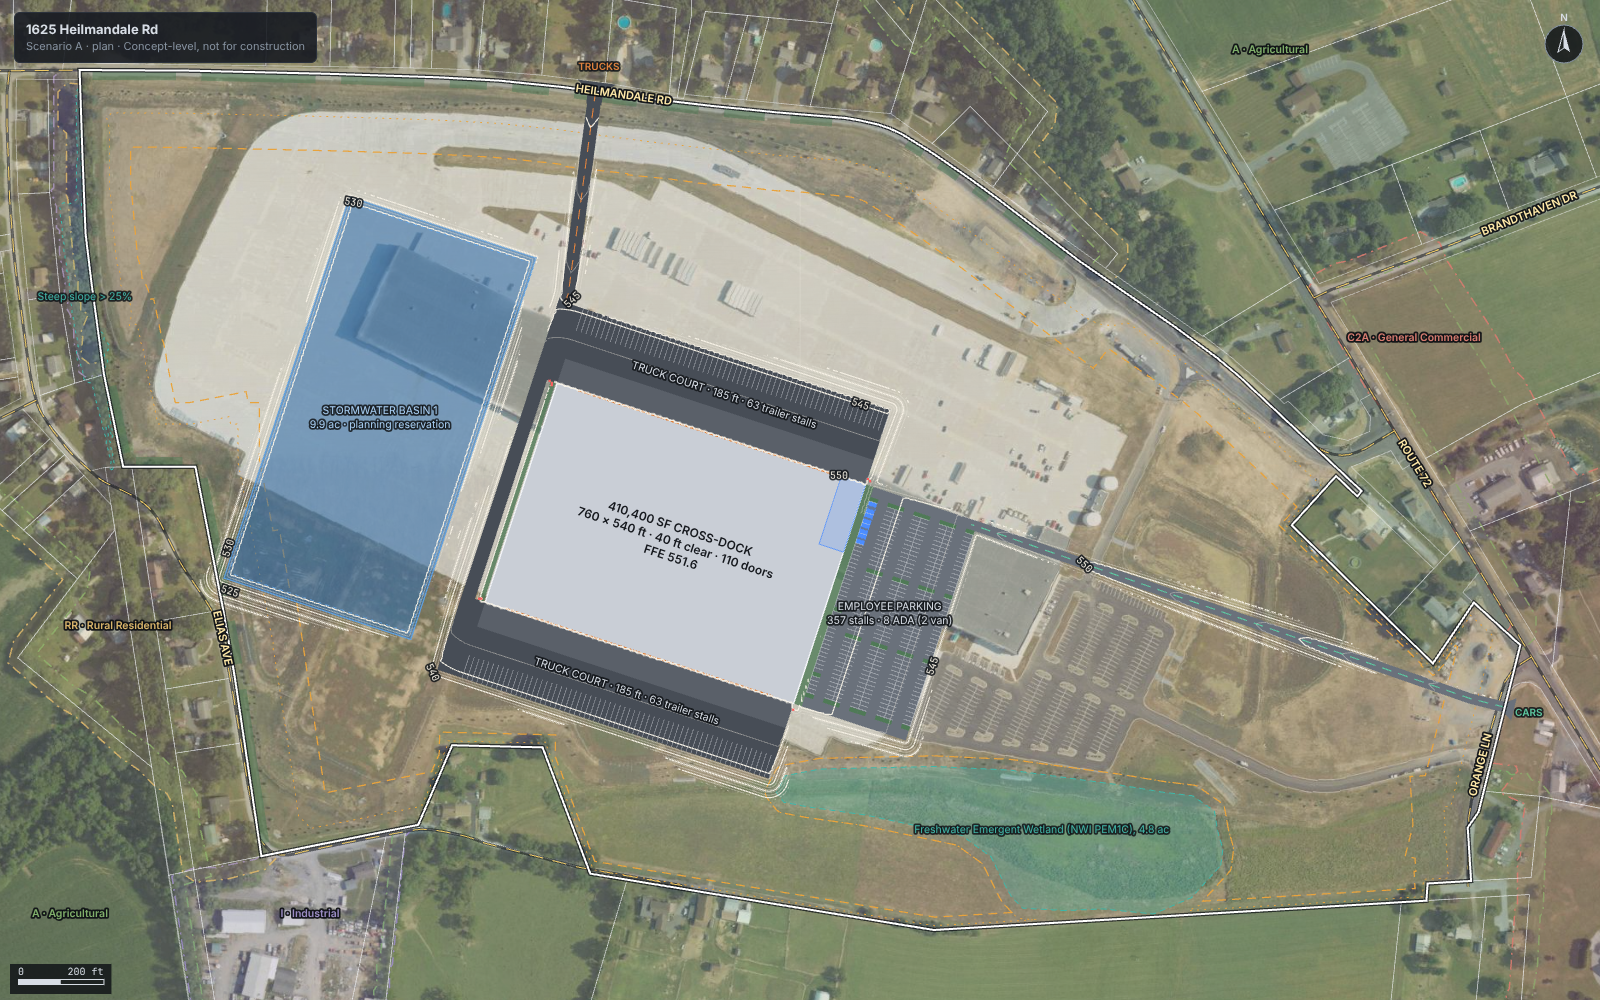 1625 Heilmandale Rd
Scenario A · plan · Concept-level, not for construction
N
A · Agricultural
TRUCKS
HEILMANDALE RD
BRANDTHAVEN DR
530
545
Steep slope > 25%
C2A · General Commercial
TRUCK COURT · 185 ft · 63 trailer stalls
545
STORMWATER BASIN 1
9.9 ac · planning reservation
ROUTE 72
550
410,400 SF CROSS-DOCK
760 × 540 ft · 40 ft clear · 110 doors
FFE 551.6
530
550
525
EMPLOYEE PARKING
357 stalls · 8 ADA (2 van)
RR · Rural Residential
ELIAS AVE
540
545
TRUCK COURT · 185 ft · 63 trailer stalls
CARS
ORANGE LN
Freshwater Emergent Wetland (NWI PEM1C), 4.8 ac
A · Agricultural
I · Industrial
0 200 ft